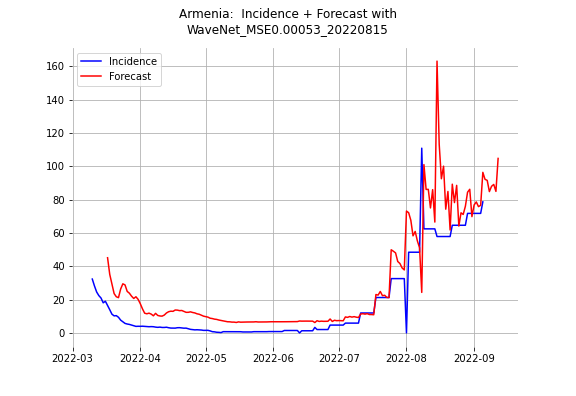 Armenia:  Incidence + Forecast with
WaveNet_MSE0.00053_20220815
Incidence
Forecast
160
140
120
100
80
60
40
20
0
2022-03 2022-04 2022-05 2022-06 2022-07 2022-08 2022-09